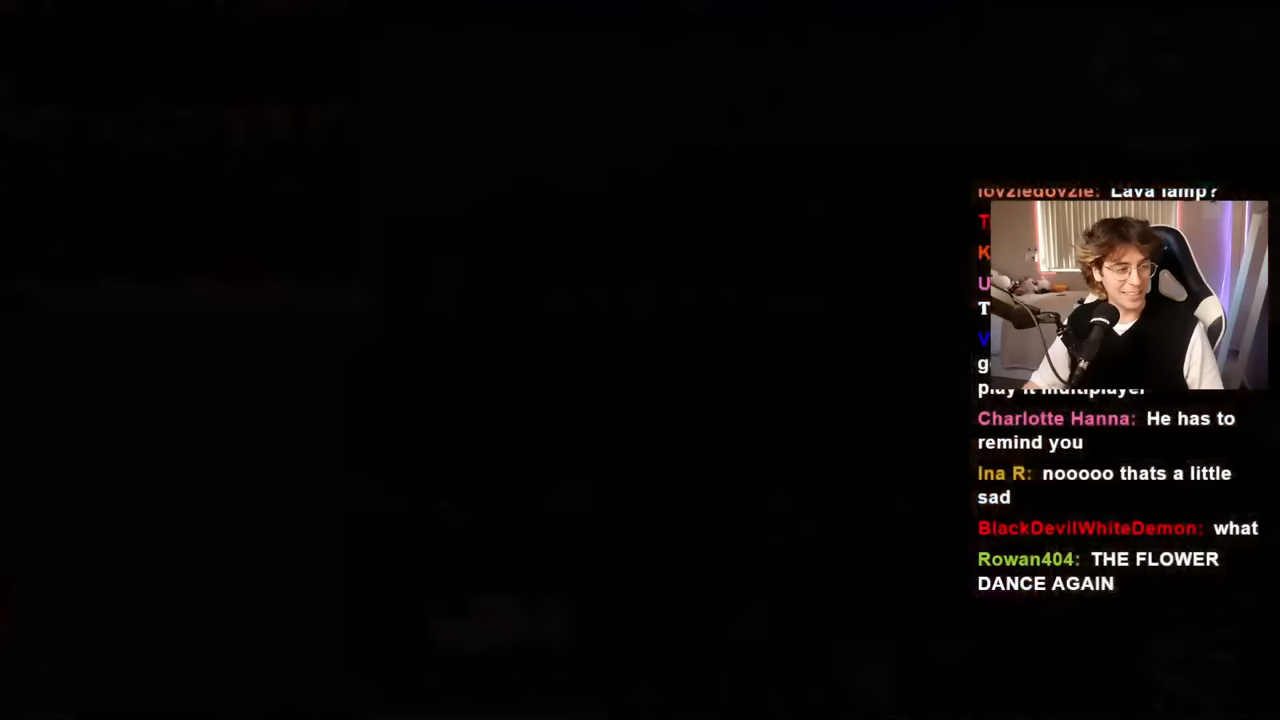 lovziedovzie: Lava lamp?
T
K
U
T
V
g
play it multiplayer
Charlotte Hanna: He has to
remind you
Ina R: nooooo thats a little
sad
BlackDevilWhiteDemon: what
Rowan404: THE FLOWER
DANCE AGAIN